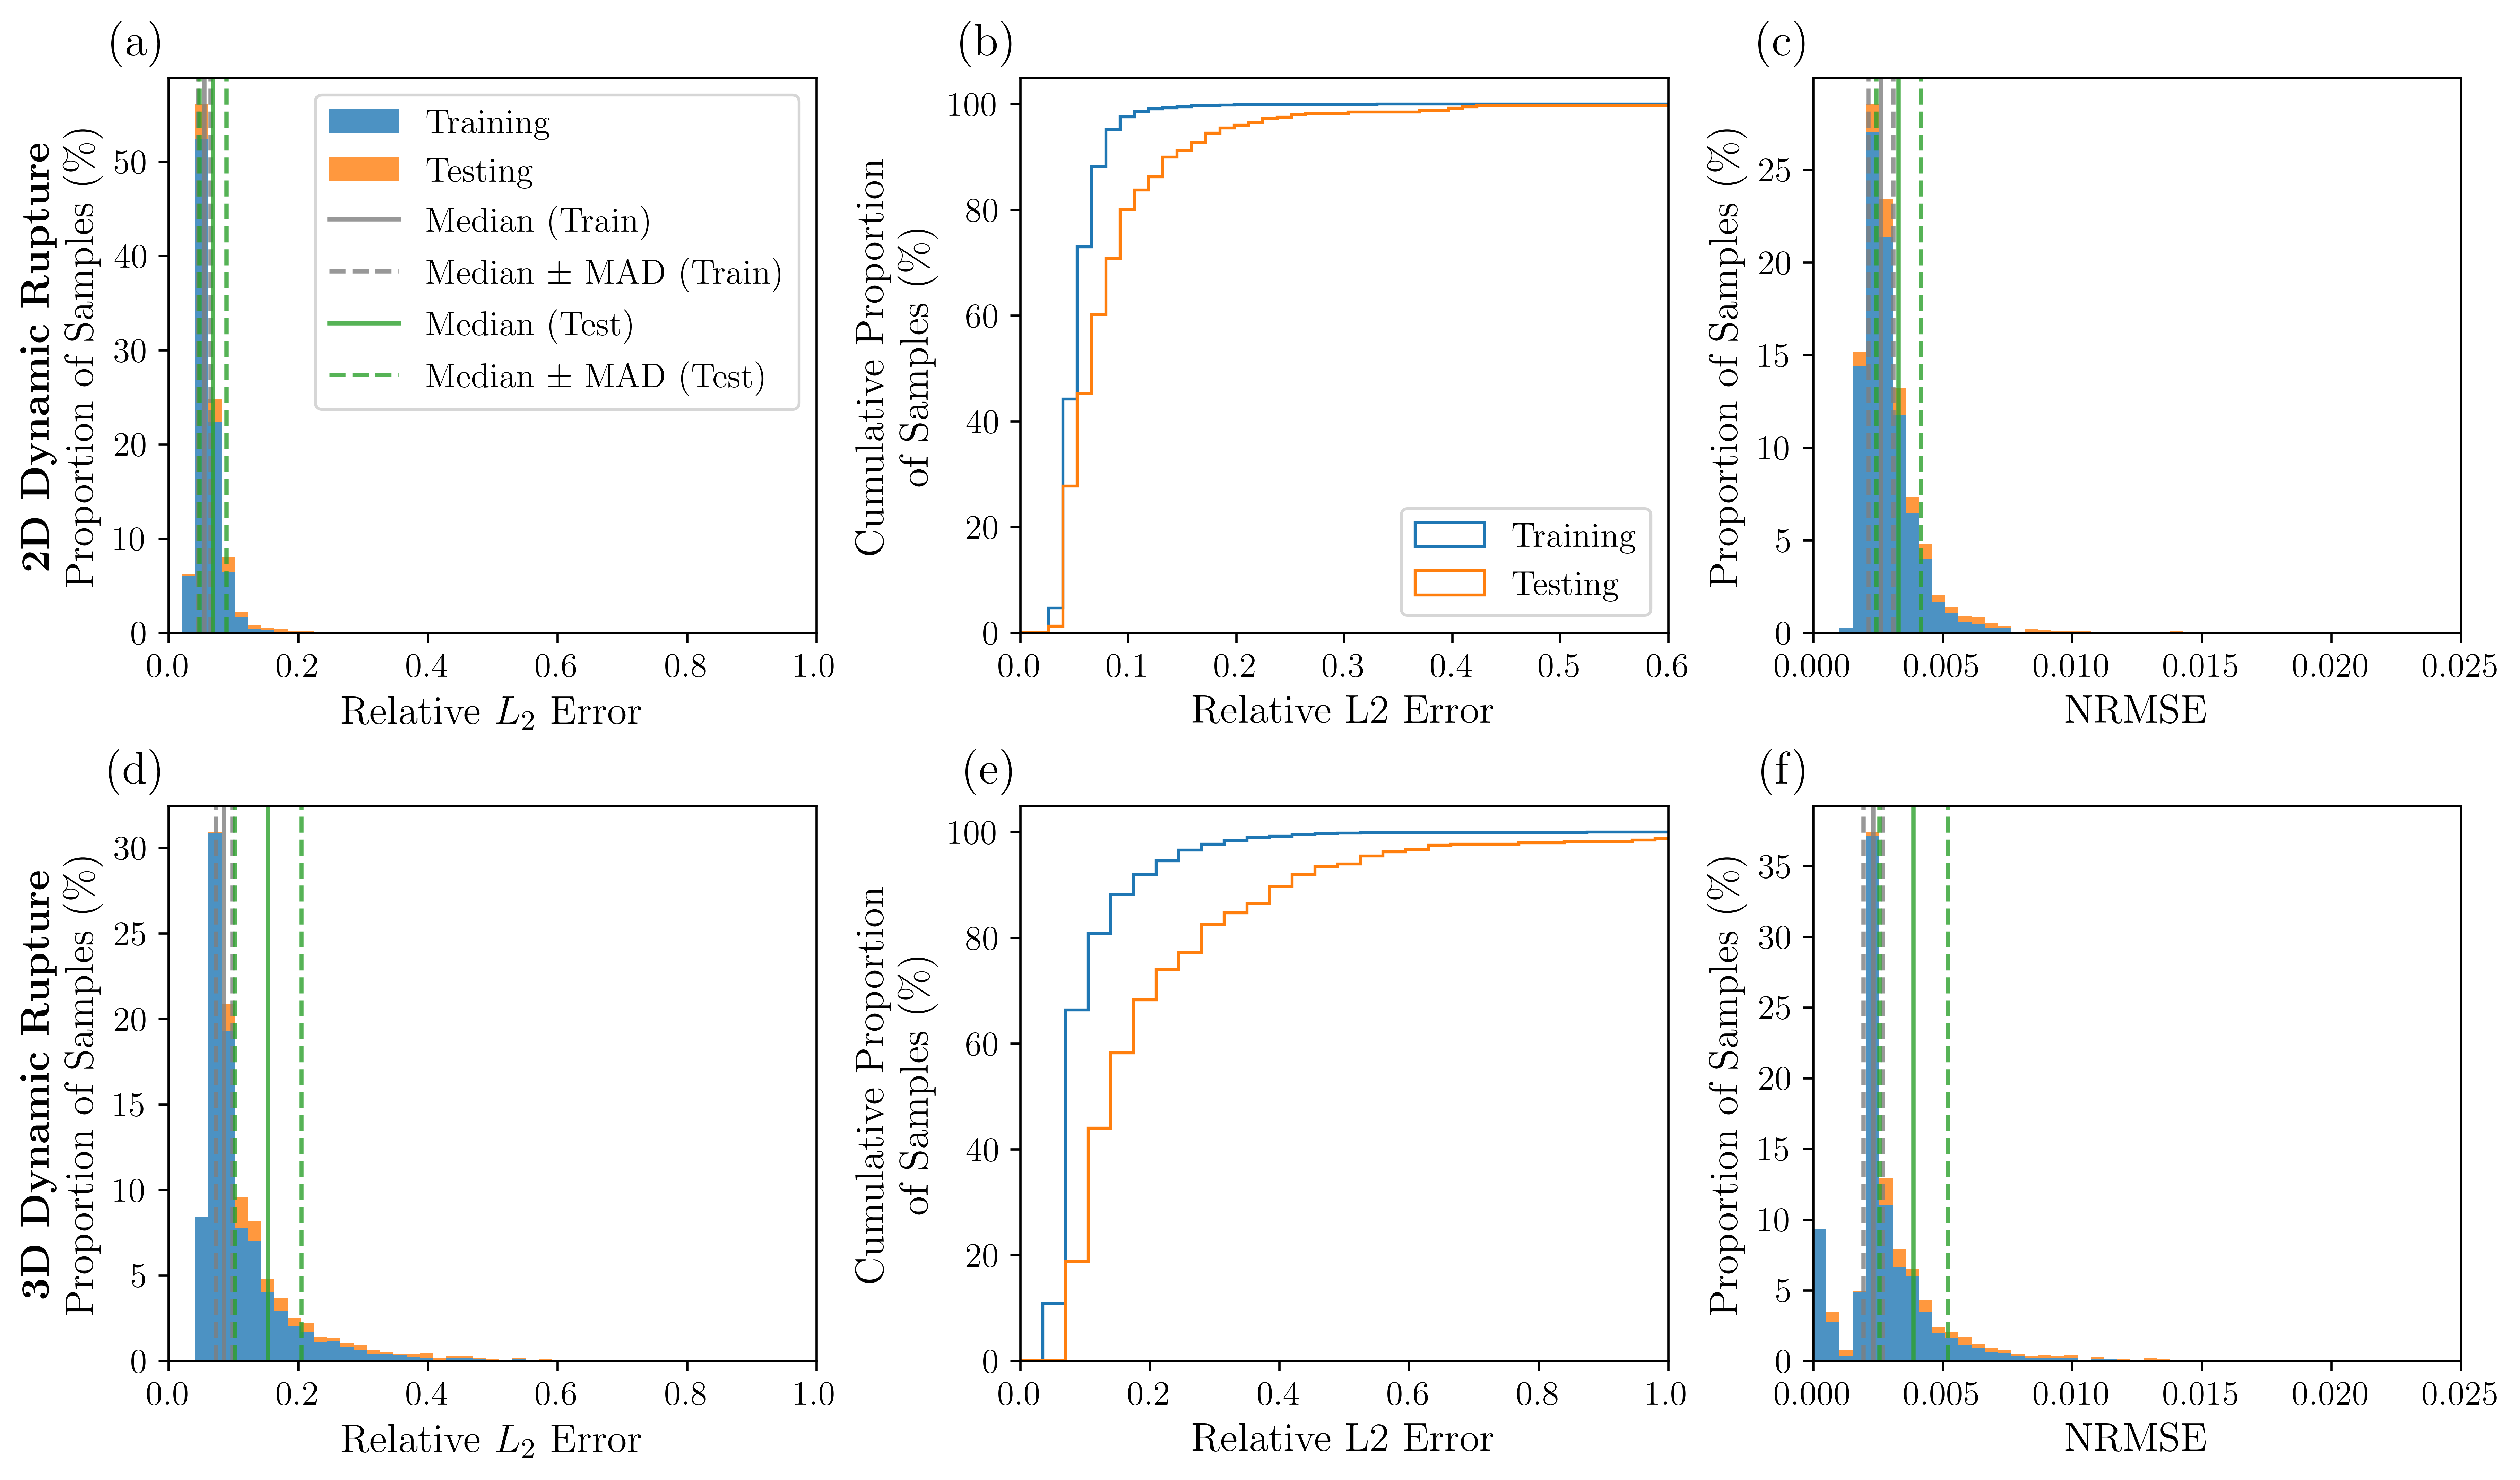 (a)
2D Dynamic Rupture
Proportion of Samples (%)
50
40
30
20
10
0
0.0 0.2 0.4 0.6 0.8 1.0
Relative L₂ Error
Training
Testing
Median (Train)
Median ± MAD (Train)
Median (Test)
Median ± MAD (Test)
(b)
Cumulative Proportion
of Samples (%)
100
80
60
40
20
0
0.0 0.1 0.2 0.3 0.4 0.5 0.6
Relative L2 Error
Training
Testing
(c)
Proportion of Samples (%)
25
20
15
10
5
0
0.000 0.005 0.010 0.015 0.020 0.025
NRMSE
(d)
3D Dynamic Rupture
Proportion of Samples (%)
30
25
20
15
10
5
0
0.0 0.2 0.4 0.6 0.8 1.0
Relative L₂ Error
(e)
Cumulative Proportion
of Samples (%)
100
80
60
40
20
0
0.0 0.2 0.4 0.6 0.8 1.0
Relative L2 Error
(f)
Proportion of Samples (%)
35
30
25
20
15
10
5
0
0.000 0.005 0.010 0.015 0.020 0.025
NRMSE